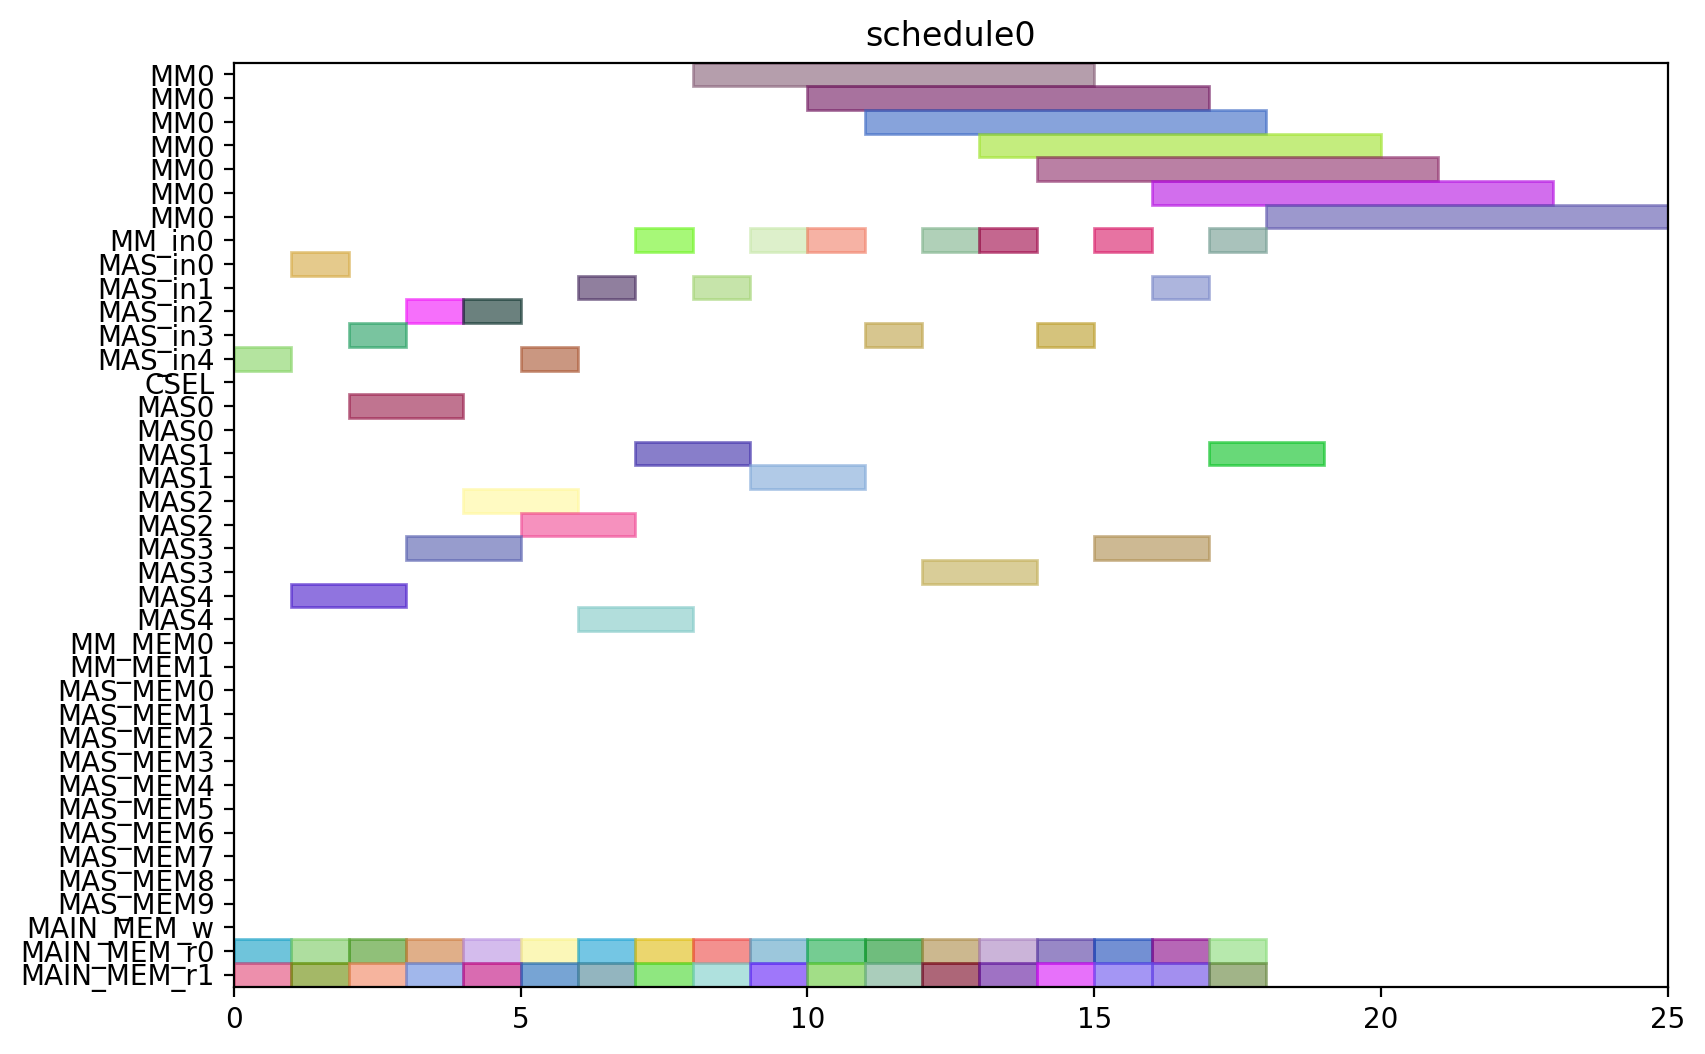 schedule0
MM0
MM0
MM0
MM0
MM0
MM0
MM0
MM_in0
MAS_in0
MAS_in1
MAS_in2
MAS_in3
MAS_in4
CSEL
MAS0
MAS0
MAS1
MAS1
MAS2
MAS2
MAS3
MAS3
MAS4
MAS4
MM_MEM0
MM_MEM1
MAS_MEM0
MAS_MEM1
MAS_MEM2
MAS_MEM3
MAS_MEM4
MAS_MEM5
MAS_MEM6
MAS_MEM7
MAS_MEM8
MAS_MEM9
MAIN_MEM_w
MAIN_MEM_r0
MAIN_MEM_r1
0 5 10 15 20 25